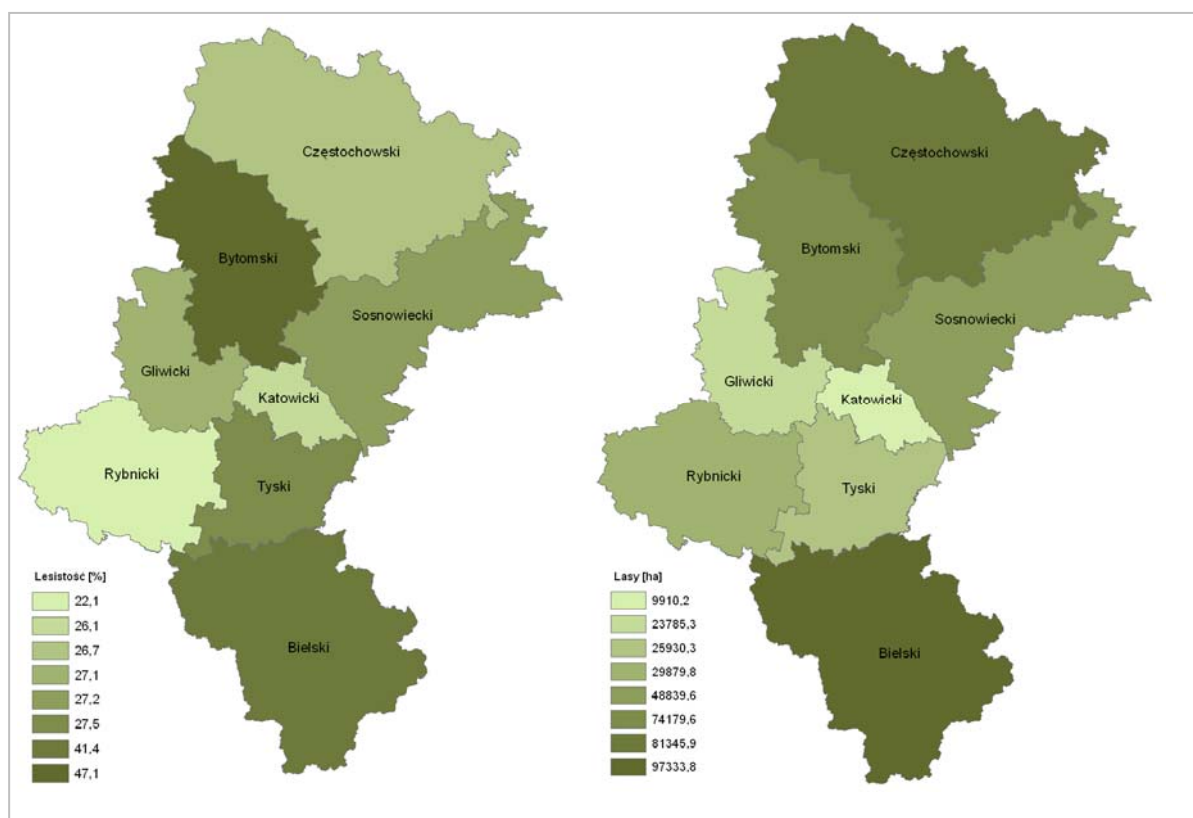 Częstochowski
Bytomski
Sosnowiecki
Gliwicki
Katowicki
Rybnicki
Tyski
Bielski
Lesistość [%]
22,1
26,1
26,7
27,1
27,2
27,5
41,4
47,1
Częstochowski
Bytomski
Sosnowiecki
Gliwicki
Katowicki
Rybnicki
Tyski
Bielski
Lasy [ha]
9910,2
23785,3
25930,3
29879,8
48839,6
74179,6
81345,9
97333,8